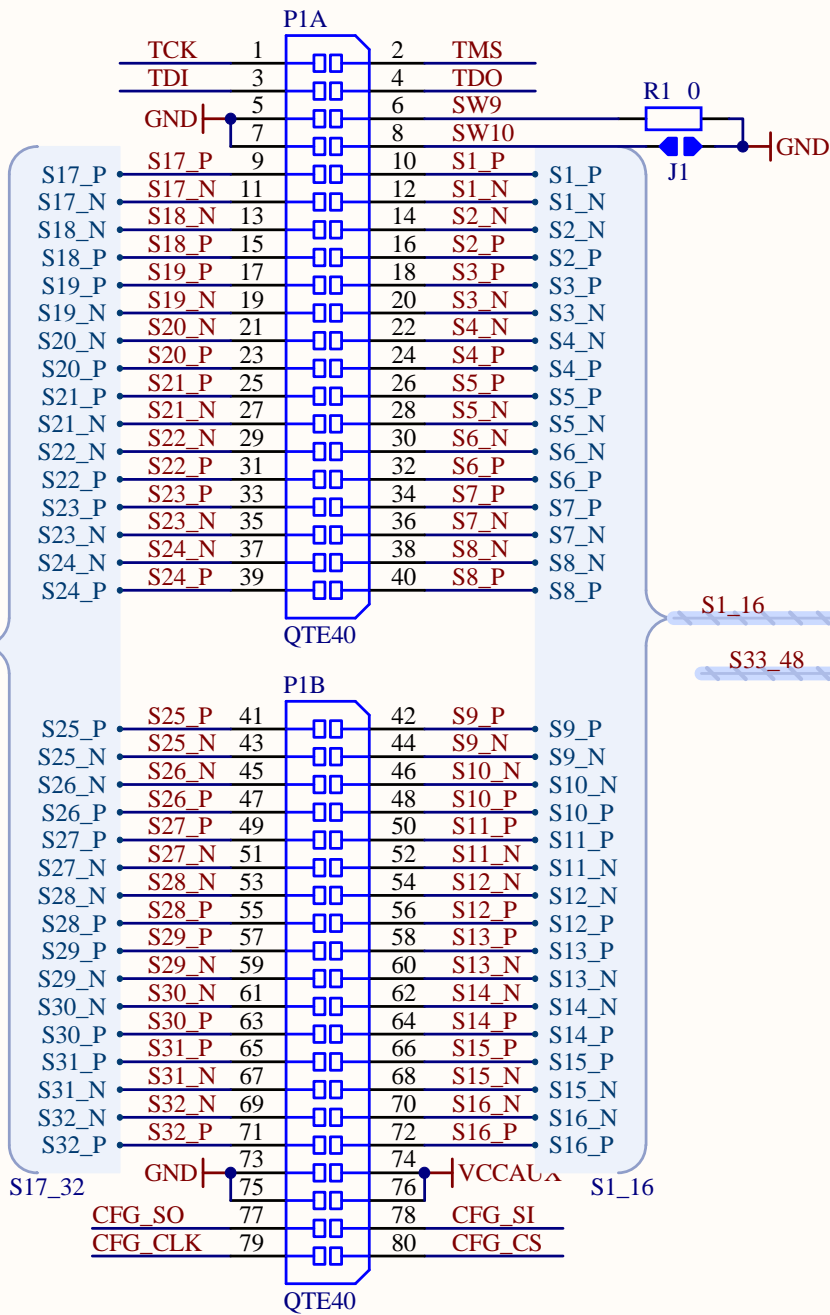 P1A
TCK 1 2 TMS
TDI 3 4 TDO
GND 5 6 SW9 R1 0
7 8 SW10 J1 GND
S17_P S17_P 9 10 S1_P S1_P
S17_N S17_N 11 12 S1_N S1_N
S18_N S18_N 13 14 S2_N S2_N
S18_P S18_P 15 16 S2_P S2_P
S19_P S19_P 17 18 S3_P S3_P
S19_N S19_N 19 20 S3_N S3_N
S20_N S20_N 21 22 S4_N S4_N
S20_P S20_P 23 24 S4_P S4_P
S21_P S21_P 25 26 S5_P S5_P
S21_N S21_N 27 28 S5_N S5_N
S22_N S22_N 29 30 S6_N S6_N
S22_P S22_P 31 32 S6_P S6_P
S23_P S23_P 33 34 S7_P S7_P
S23_N S23_N 35 36 S7_N S7_N
S24_N S24_N 37 38 S8_N S8_N
S24_P S24_P 39 40 S8_P S8_P
S1_16
QTE40
S33_48
P1B
S25_P S25_P 41 42 S9_P S9_P
S25_N S25_N 43 44 S9_N S9_N
S26_N S26_N 45 46 S10_N S10_N
S26_P S26_P 47 48 S10_P S10_P
S27_P S27_P 49 50 S11_P S11_P
S27_N S27_N 51 52 S11_N S11_N
S28_N S28_N 53 54 S12_N S12_N
S28_P S28_P 55 56 S12_P S12_P
S29_P S29_P 57 58 S13_P S13_P
S29_N S29_N 59 60 S13_N S13_N
S30_N S30_N 61 62 S14_N S14_N
S30_P S30_P 63 64 S14_P S14_P
S31_P S31_P 65 66 S15_P S15_P
S31_N S31_N 67 68 S15_N S15_N
S32_N S32_N 69 70 S16_N S16_N
S32_P S32_P 71 72 S16_P S16_P
GND 73 74 VCCAUX
S17_32 75 76 S1_16
CFG_SO 77 78 CFG_SI
CFG_CLK 79 80 CFG_CS
QTE40